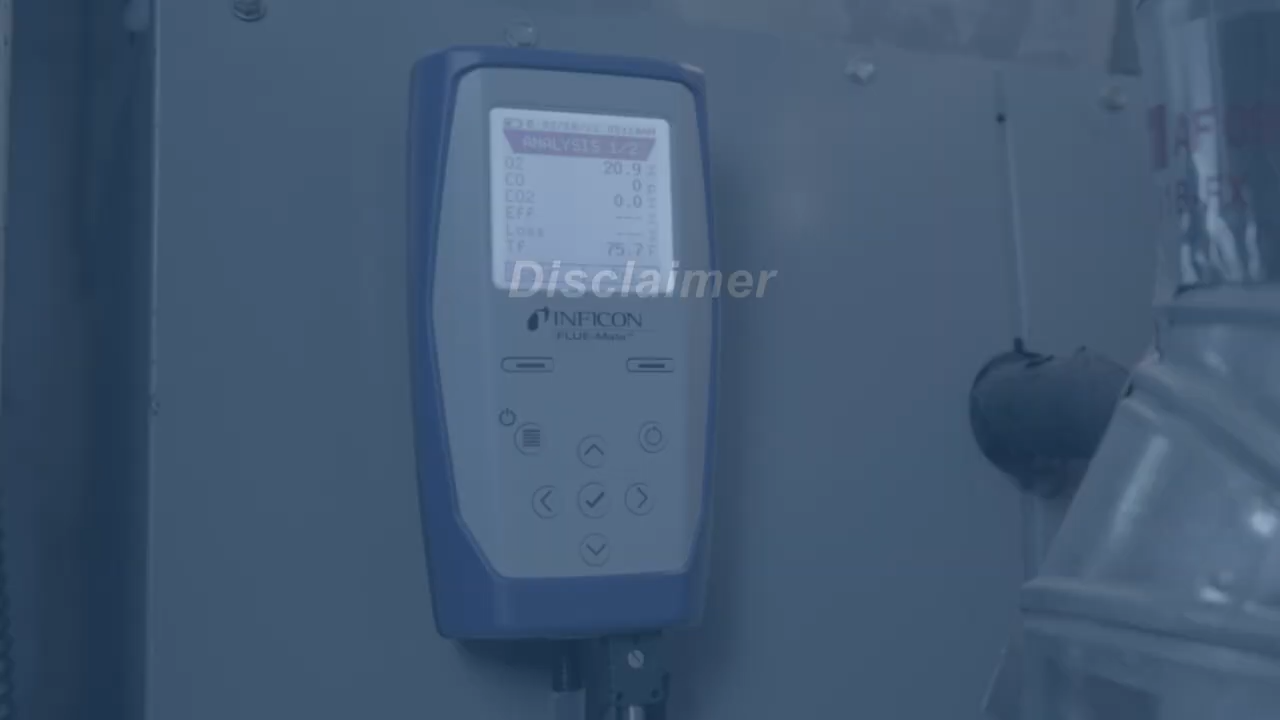 ANALYSIS 1/2
O2 20.9 %
CO 0 P
CO2 0.0 %
Eff --- %
Loss --- %
Tf 75.7 F
Disclaimer
INFICON
FLUE-Mate™